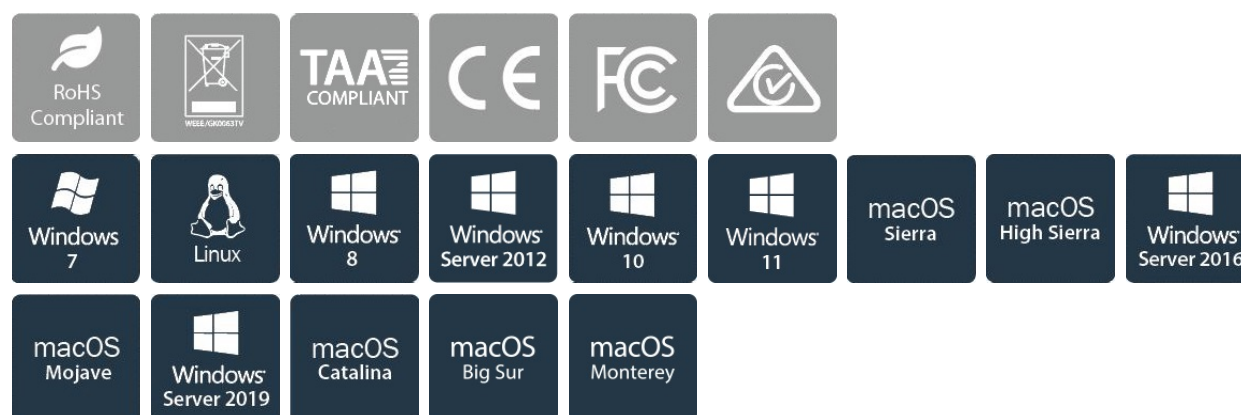 RoHS
Compliant
WEEE/GK0083TV
TAA
COMPLIANT
CE
FC
Windows
7
Linux
Windows
8
Windows
Server 2012
Windows
10
Windows
11
macOS
Sierra
macOS
High Sierra
Windows
Server 2016
macOS
Mojave
Windows
Server 2019
macOS
Catalina
macOS
Big Sur
macOS
Monterey